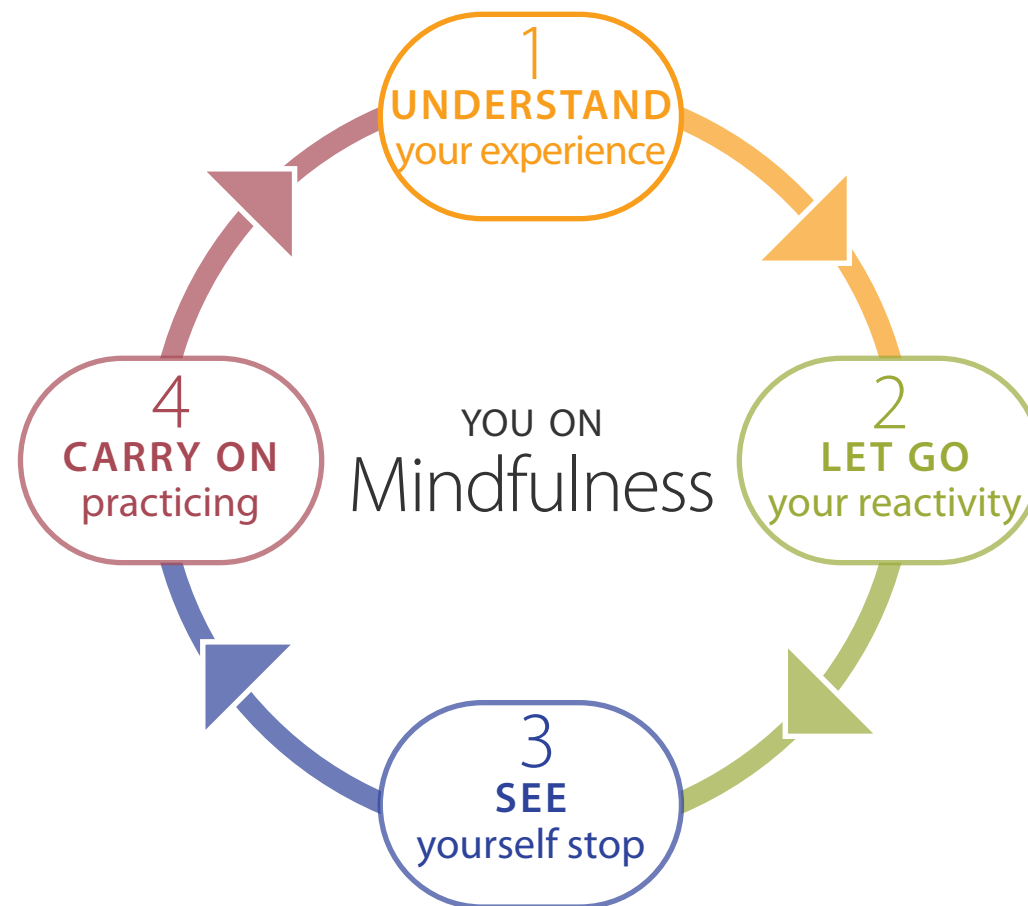 1
UNDERSTAND
your experience
2
LET GO
your reactivity
3
SEE
yourself stop
4
CARRY ON
practicing
YOU ON
Mindfulness